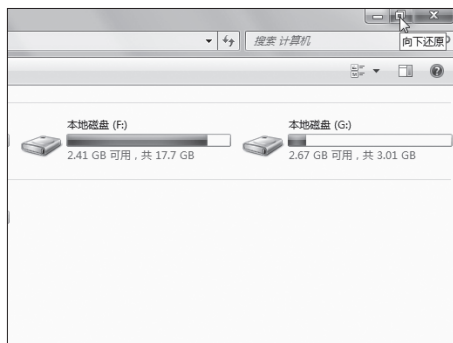 搜索 计算机
向下还原
本地磁盘 (F:)
2.41 GB 可用，共 17.7 GB
本地磁盘 (G:)
2.67 GB 可用，共 3.01 GB